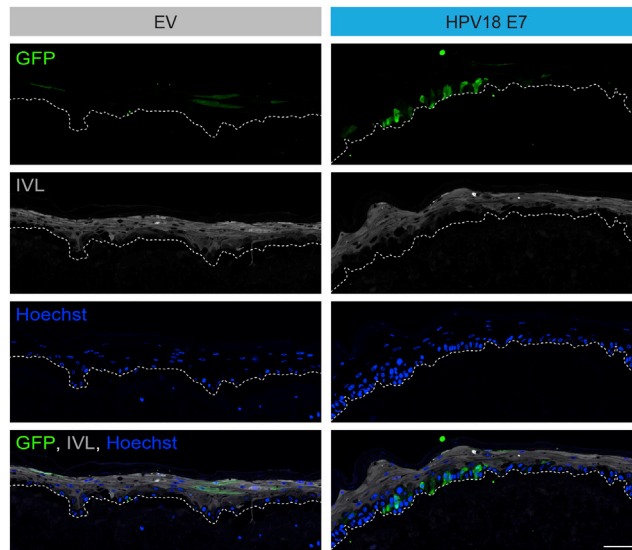 EV
HPV18 E7
GFP
IVL
Hoechst
GFP, IVL, Hoechst